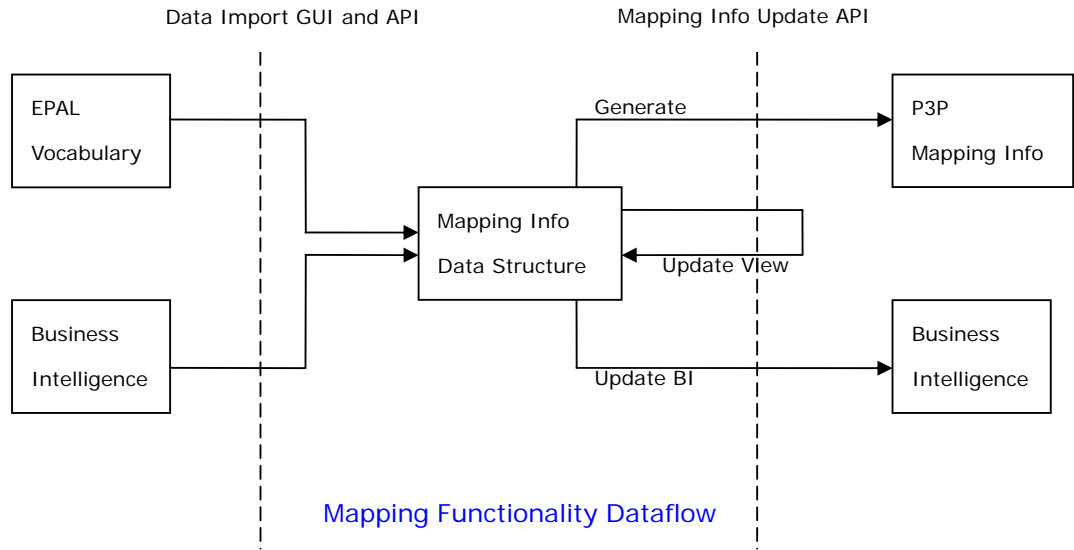 Data Import GUI and API
Mapping Info Update API
EPAL
Vocabulary
Generate
P3P
Mapping Info
Mapping Info
Data Structure
Update View
Business
Intelligence
Update BI
Business
Intelligence
Mapping Functionality Dataflow